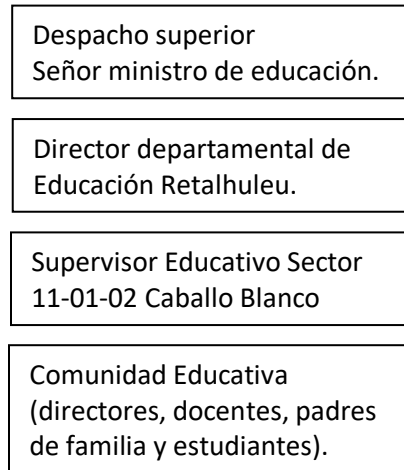 Despacho superior
Señor ministro de educación.
Director departamental de
Educación Retalhuleu.
Supervisor Educativo Sector
11-01-02 Caballo Blanco
Comunidad Educativa
(directores, docentes, padres
de familia y estudiantes).